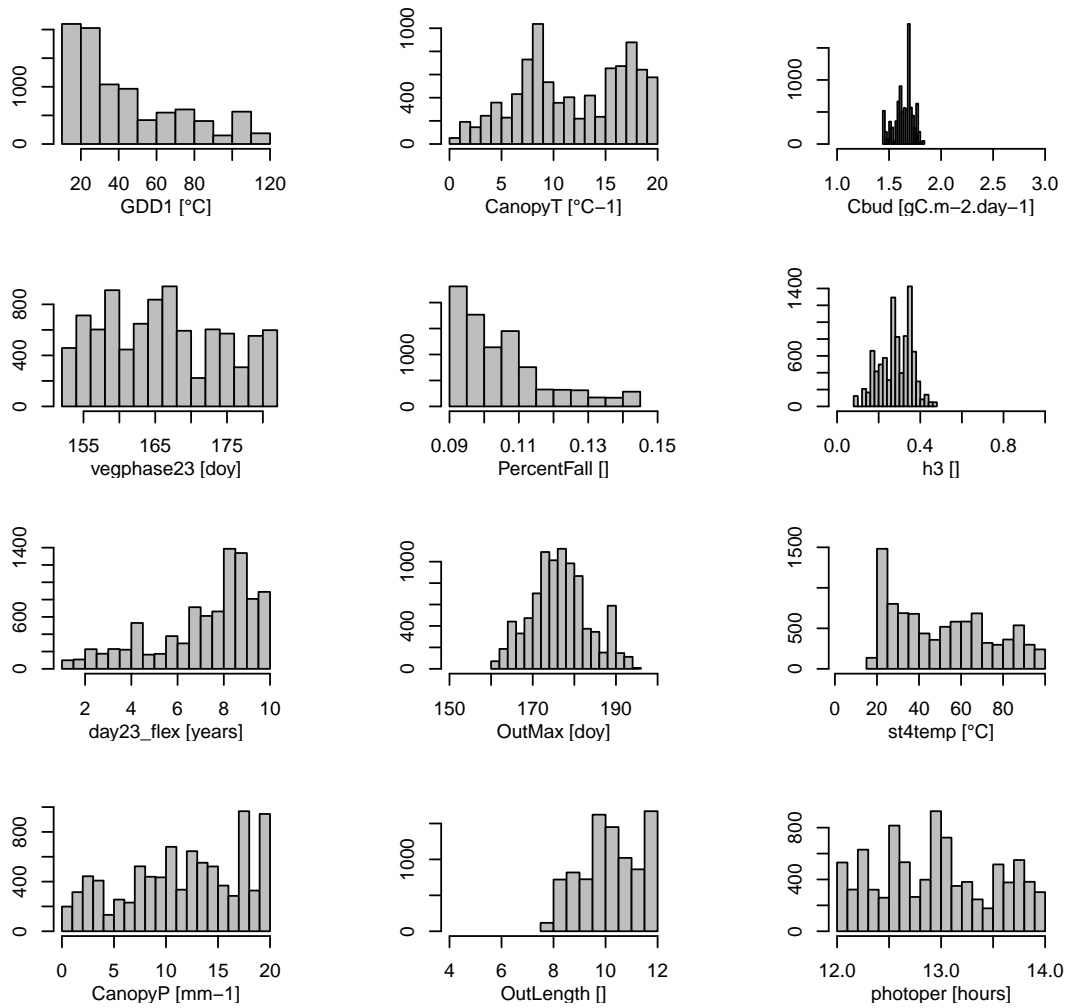 0 1000
20 40 60 80 120
GDD1 [°C]
0 400 1000
0 5 10 15 20
CanopyT [°C−1]
0 1000
1.0 1.5 2.0 2.5 3.0
Cbud [gC.m−2.day−1]
0 400 800
155 165 175
vegphase23 [doy]
0 1000
0.09 0.11 0.13 0.15
PercentFall []
0 600 1400
0.0 0.4 0.8
h3 []
0 600 1400
2 4 6 8 10
day23_flex [years]
0 400 1000
150 170 190
OutMax [doy]
0 500 1500
0 20 40 60 80
st4temp [°C]
0 400 800
0 5 10 15 20
CanopyP [mm−1]
0 1000
4 6 8 10 12
OutLength []
0 400 800
12.0 13.0 14.0
photoper [hours]